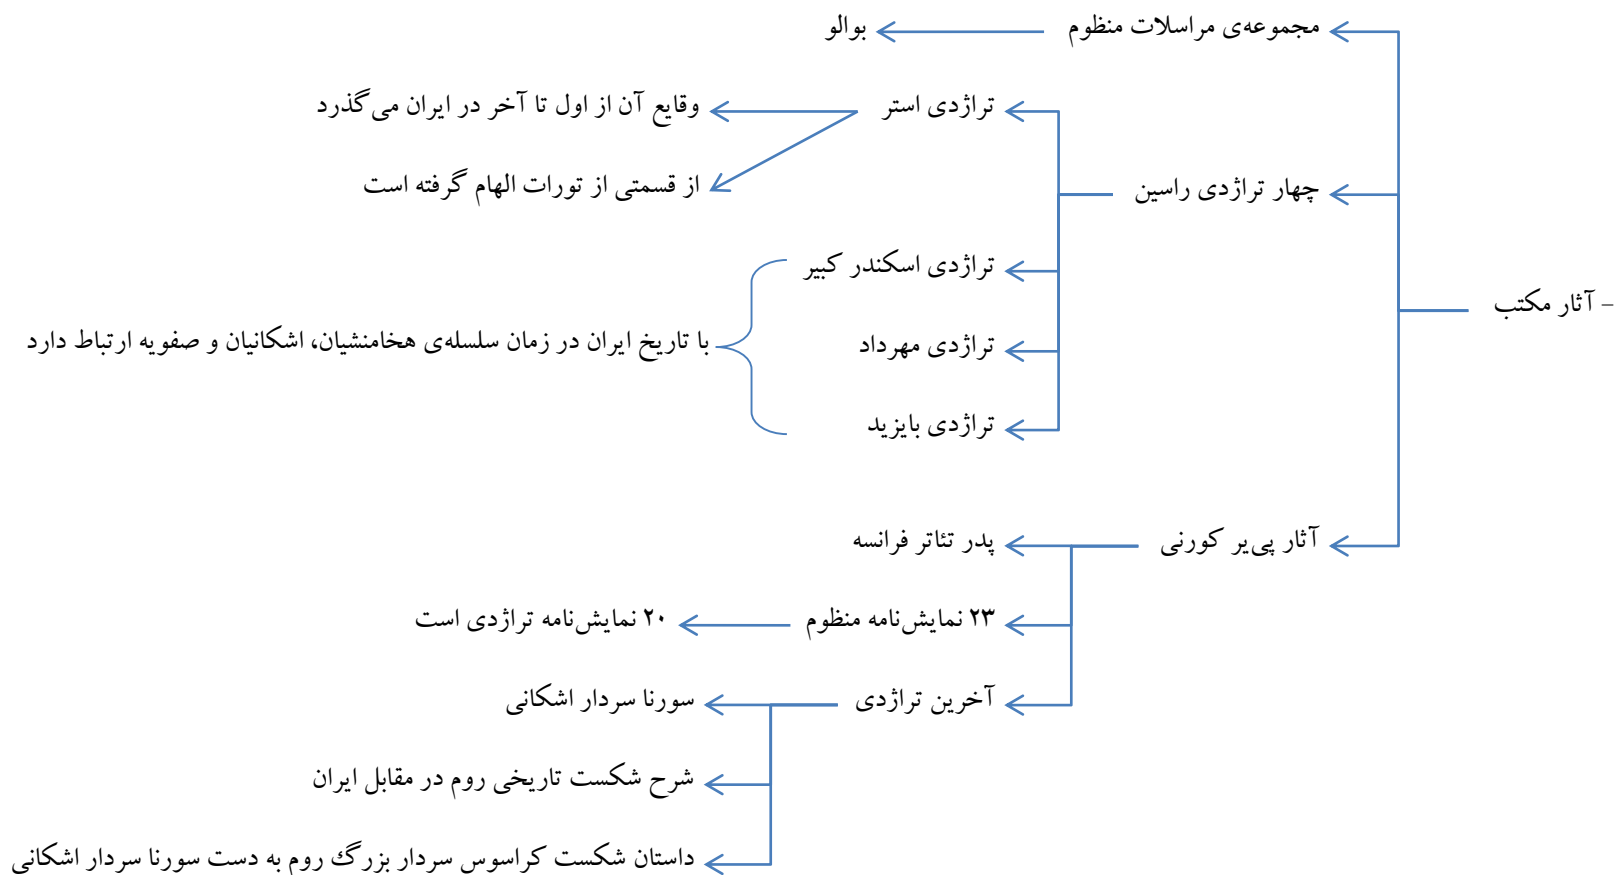 – آثار مکتب
مجموعه‌ی مراسلات منظوم
بوالو
چهار تراژدی راسین
تراژدی استر
وقایع آن از اول تا آخر در ایران می‌گذرد
از قسمتی از تورات الهام گرفته است
تراژدی اسکندر کبیر
تراژدی مهرداد
تراژدی بایزید
با تاریخ ایران در زمان سلسله‌ی هخامنشیان، اشکانیان و صفویه ارتباط دارد
آثار پی‌یر کورنی
پدر تئاتر فرانسه
۲۳ نمایش‌نامه منظوم
۲۰ نمایش‌نامه تراژدی است
آخرین تراژدی
سورنا سردار اشکانی
شرح شکست تاریخی روم در مقابل ایران
داستان شکست کراسوس سردار بزرگ روم به دست سورنا سردار اشکانی